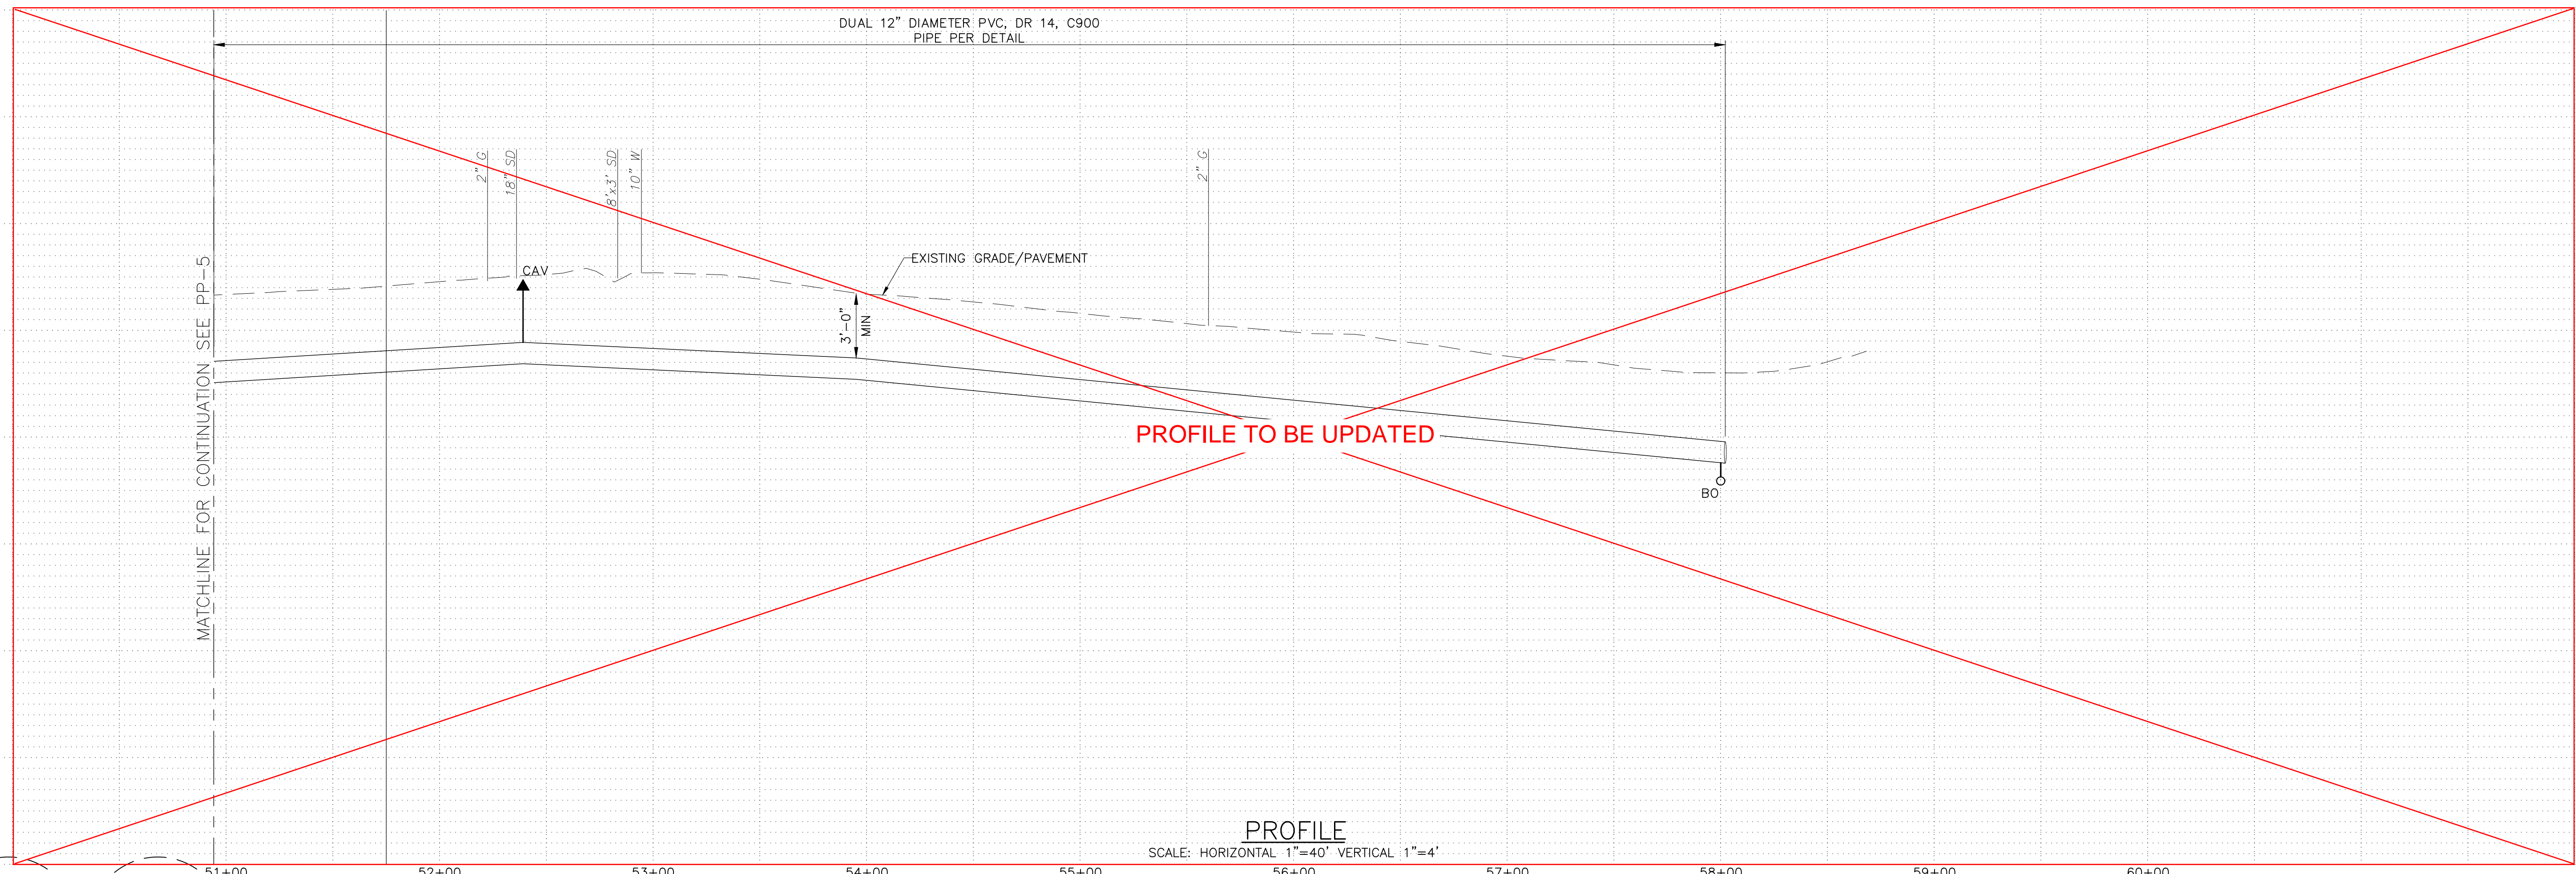 DUAL 12" DIAMETER PVC, DR 14, C900
PIPE PER DETAIL
2" G
18" SD
8'x3' SD
10" W
2" G
MATCHLINE FOR CONTINUATION SEE PP-5
CAV
EXISTING GRADE/PAVEMENT
3'-0"
MIN
PROFILE TO BE UPDATED
BO
PROFILE
SCALE: HORIZONTAL 1"=40' VERTICAL 1"=4'
51+00 52+00 53+00 54+00 55+00 56+00 57+00 58+00 59+00 60+00